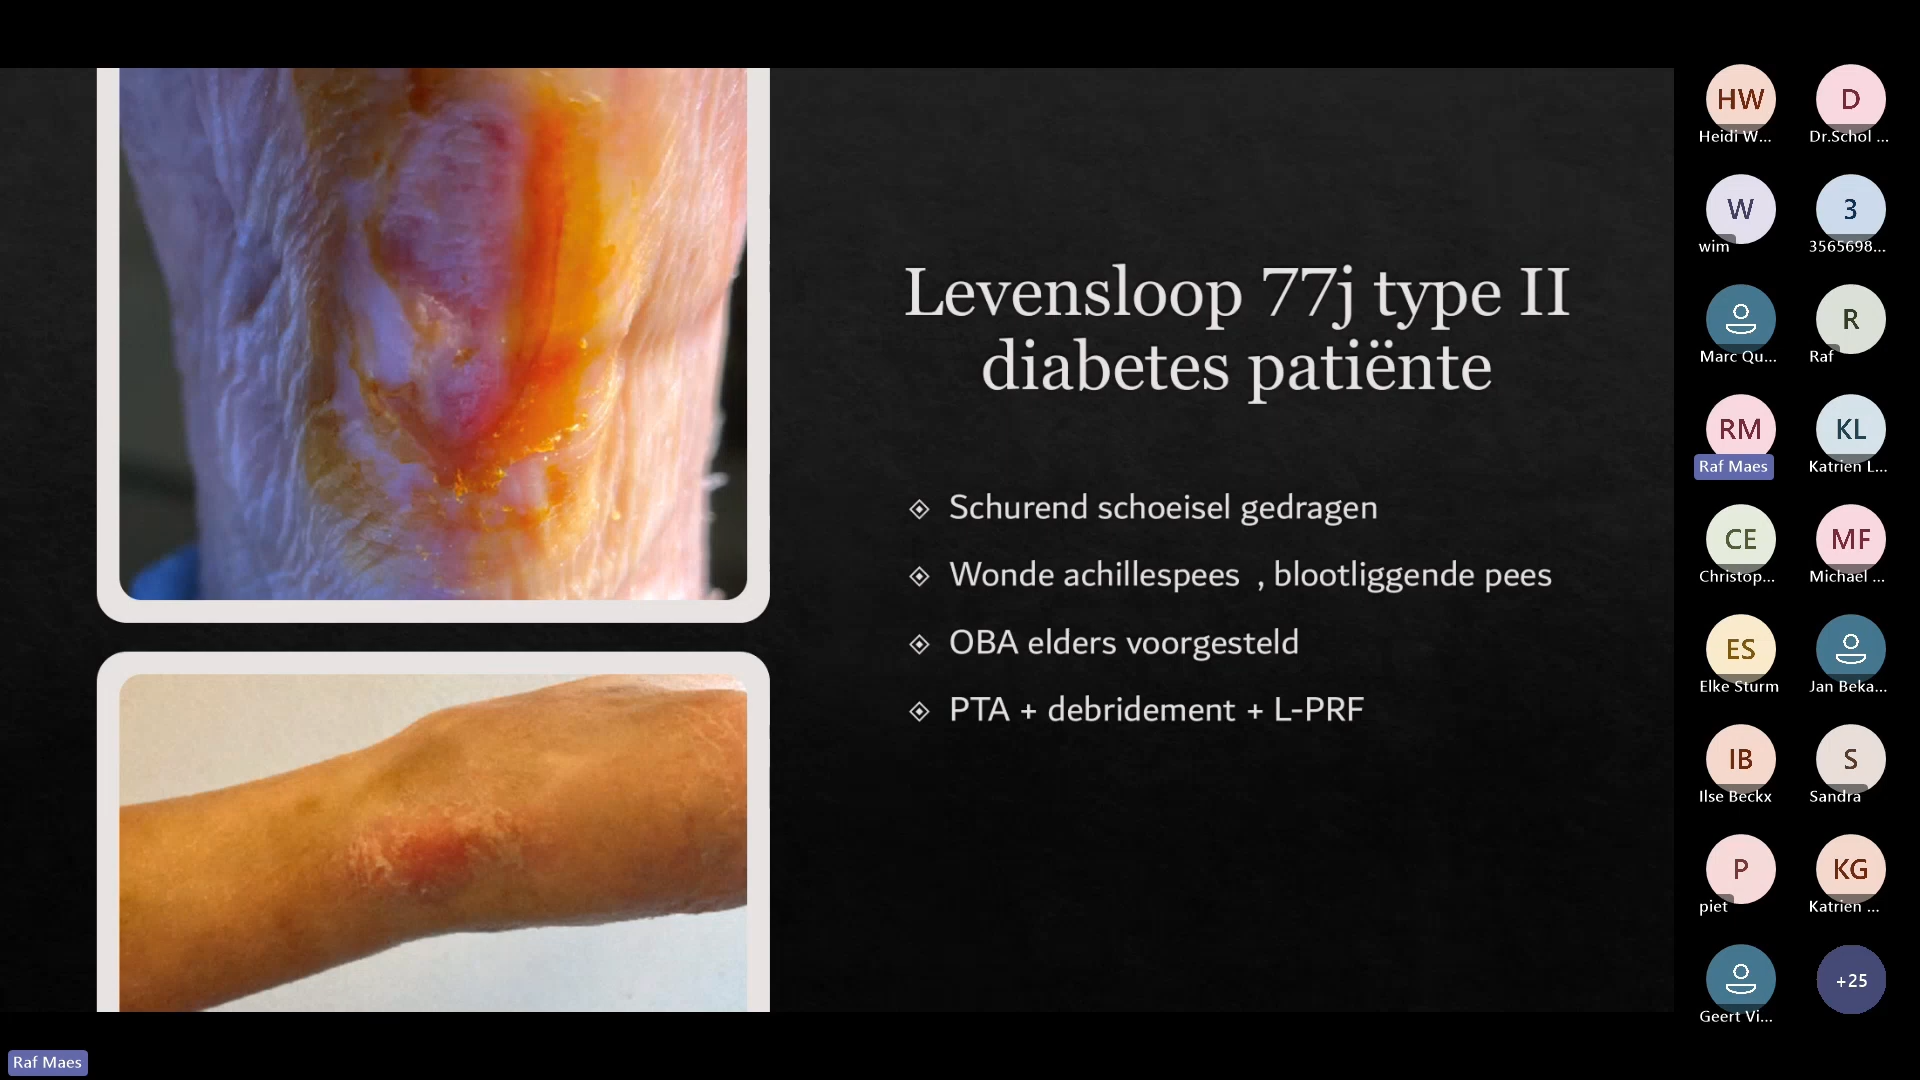 Levensloop 77j type II
diabetes patiënte
Schurend schoeisel gedragen
Wonde achillespees , blootliggende pees
OBA elders voorgesteld
PTA + debridement + L-PRF
HW
Heidi W...
D
Dr.Schol ...
W
wim
3
3565698...
Marc Qu...
R
Raf
RM
Raf Maes
KL
Katrien L...
CE
Christop...
MF
Michael ...
ES
Elke Sturm
Jan Beka...
IB
Ilse Beckx
S
Sandra
P
piet
KG
Katrien ...
Geert Vi...
+25
Raf Maes